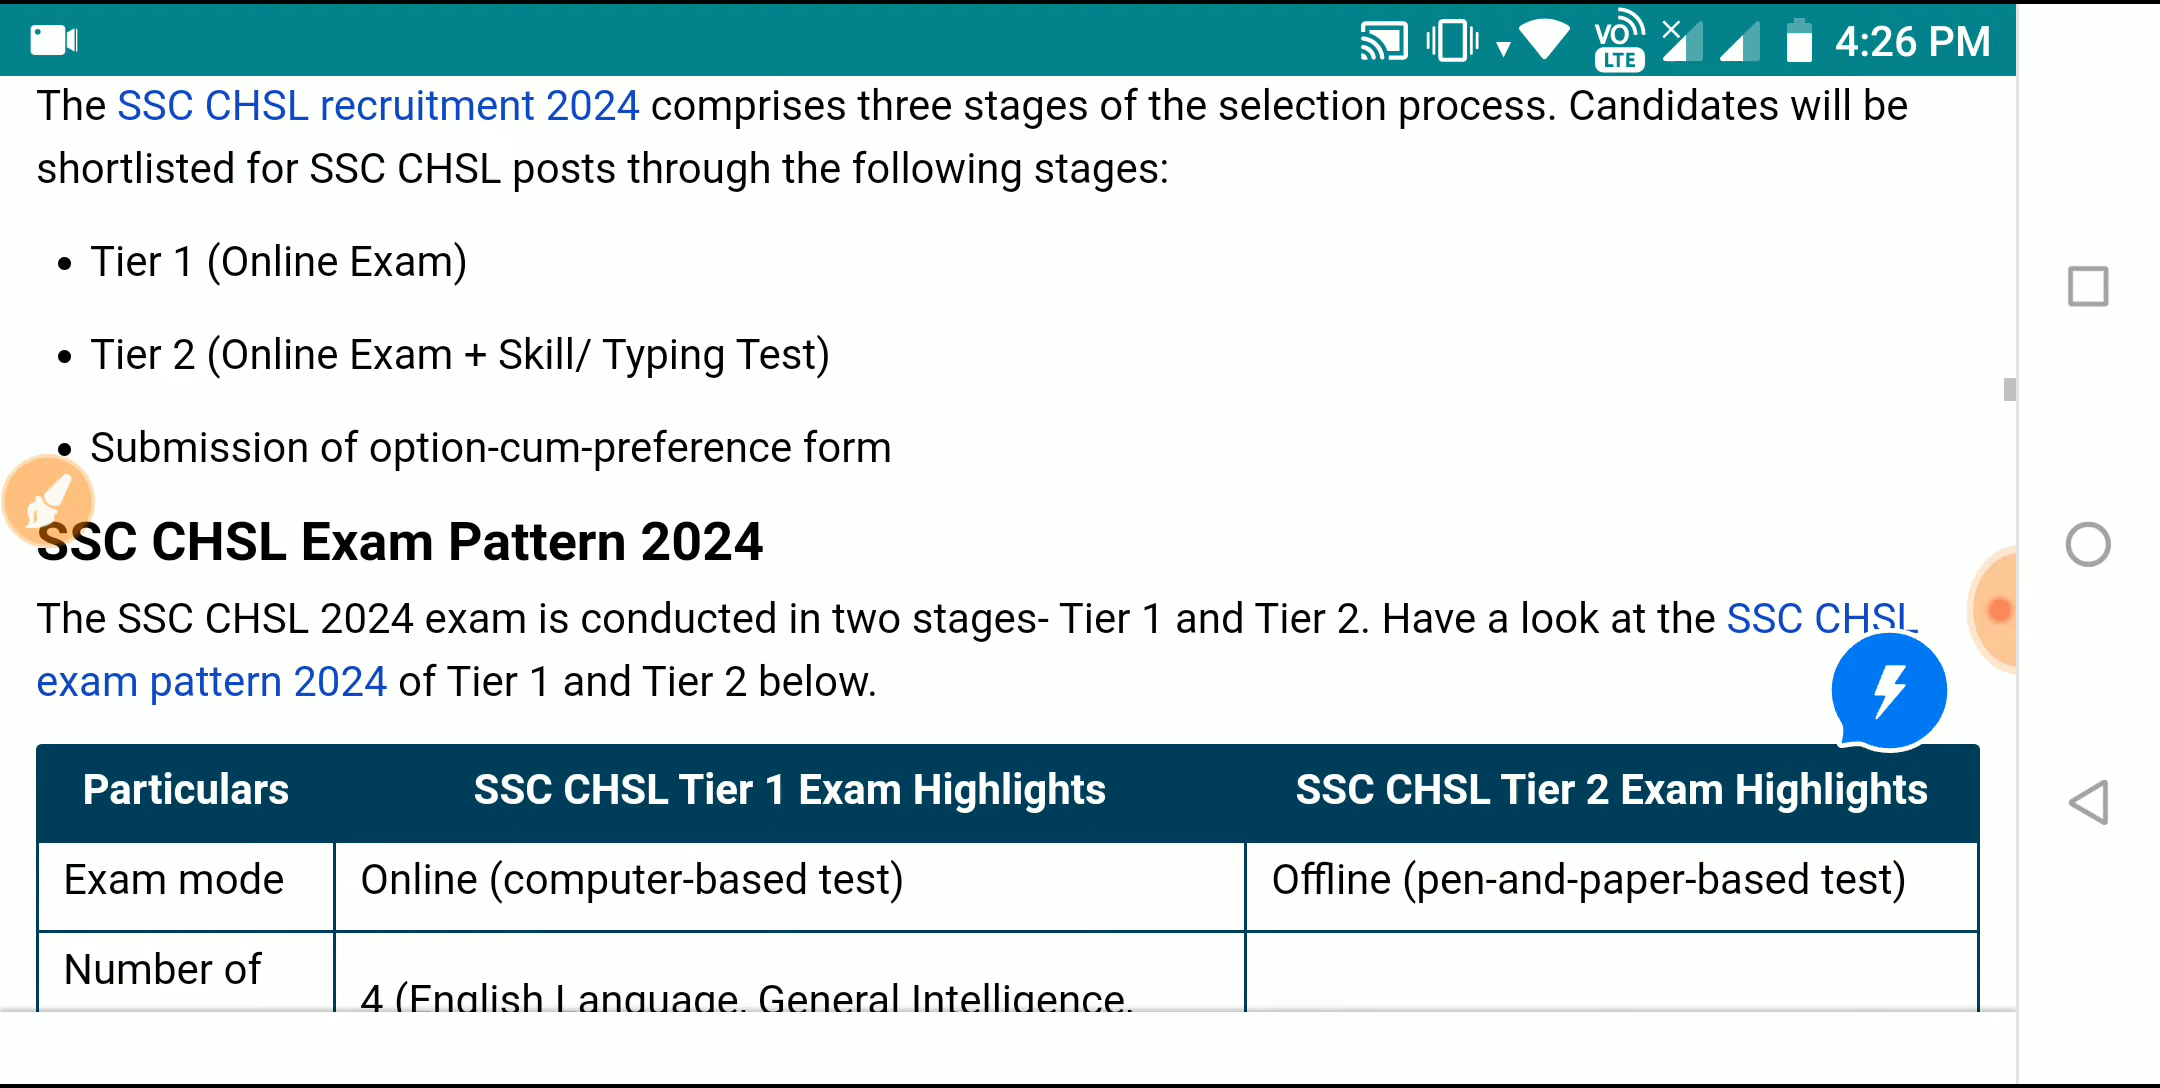 VO LTE 4:26 PM
The SSC CHSL recruitment 2024 comprises three stages of the selection process. Candidates will be
shortlisted for SSC CHSL posts through the following stages:
• Tier 1 (Online Exam)
• Tier 2 (Online Exam + Skill/ Typing Test)
• Submission of option-cum-preference form
SSC CHSL Exam Pattern 2024
The SSC CHSL 2024 exam is conducted in two stages- Tier 1 and Tier 2. Have a look at the SSC CHSL
exam pattern 2024 of Tier 1 and Tier 2 below.
Particulars SSC CHSL Tier 1 Exam Highlights SSC CHSL Tier 2 Exam Highlights
Exam mode Online (computer-based test) Offline (pen-and-paper-based test)
Number of
4 (English Language, General Intelligence,